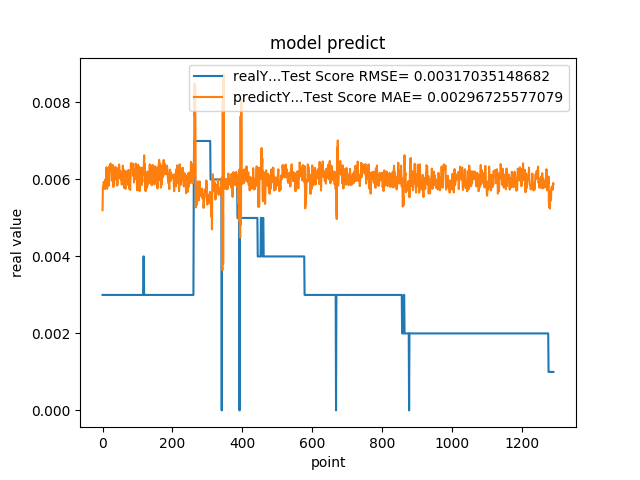 model predict
realY...Test Score RMSE= 0.00317035148682
predictY...Test Score MAE= 0.00296725577079
0.008
0.006
0.004
0.002
0.000
real value
0 200 400 600 800 1000 1200
point